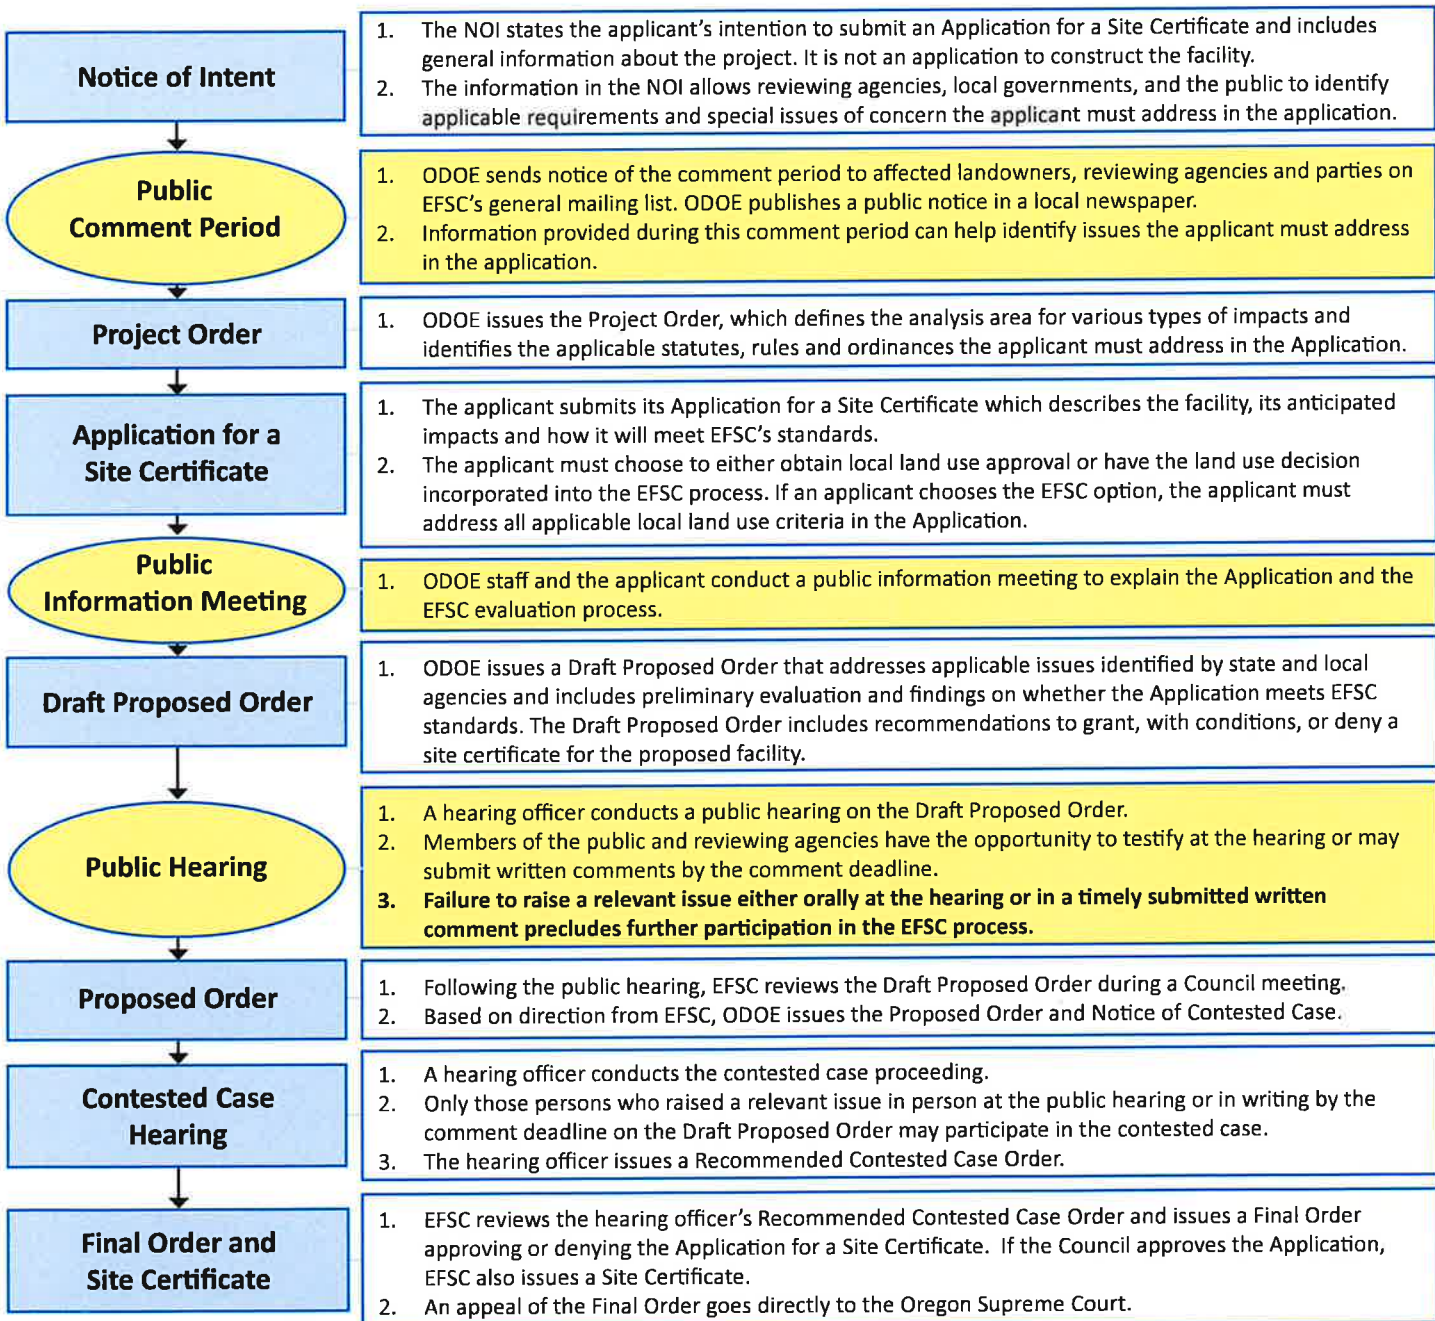 Notice of Intent
1. The NOI states the applicant's intention to submit an Application for a Site Certificate and includes
general information about the project. It is not an application to construct the facility.
2. The information in the NOI allows reviewing agencies, local governments, and the public to identify
applicable requirements and special issues of concern the applicant must address in the application.
Public
Comment Period
1. ODOE sends notice of the comment period to affected landowners, reviewing agencies and parties on
EFSC's general mailing list. ODOE publishes a public notice in a local newspaper.
2. Information provided during this comment period can help identify issues the applicant must address
in the application.
Project Order
1. ODOE issues the Project Order, which defines the analysis area for various types of impacts and
identifies the applicable statutes, rules and ordinances the applicant must address in the Application.
Application for a
Site Certificate
1. The applicant submits its Application for a Site Certificate which describes the facility, its anticipated
impacts and how it will meet EFSC's standards.
2. The applicant must choose to either obtain local land use approval or have the land use decision
incorporated into the EFSC process. If an applicant chooses the EFSC option, the applicant must
address all applicable local land use criteria in the Application.
Public
Information Meeting
1. ODOE staff and the applicant conduct a public information meeting to explain the Application and the
EFSC evaluation process.
Draft Proposed Order
1. ODOE issues a Draft Proposed Order that addresses applicable issues identified by state and local
agencies and includes preliminary evaluation and findings on whether the Application meets EFSC
standards. The Draft Proposed Order includes recommendations to grant, with conditions, or deny a
site certificate for the proposed facility.
Public Hearing
1. A hearing officer conducts a public hearing on the Draft Proposed Order.
2. Members of the public and reviewing agencies have the opportunity to testify at the hearing or may
submit written comments by the comment deadline.
3. Failure to raise a relevant issue either orally at the hearing or in a timely submitted written
comment precludes further participation in the EFSC process.
Proposed Order
1. Following the public hearing, EFSC reviews the Draft Proposed Order during a Council meeting.
2. Based on direction from EFSC, ODOE issues the Proposed Order and Notice of Contested Case.
Contested Case
Hearing
1. A hearing officer conducts the contested case proceeding.
2. Only those persons who raised a relevant issue in person at the public hearing or in writing by the
comment deadline on the Draft Proposed Order may participate in the contested case.
3. The hearing officer issues a Recommended Contested Case Order.
Final Order and
Site Certificate
1. EFSC reviews the hearing officer's Recommended Contested Case Order and issues a Final Order
approving or denying the Application for a Site Certificate. If the Council approves the Application,
EFSC also issues a Site Certificate.
2. An appeal of the Final Order goes directly to the Oregon Supreme Court.